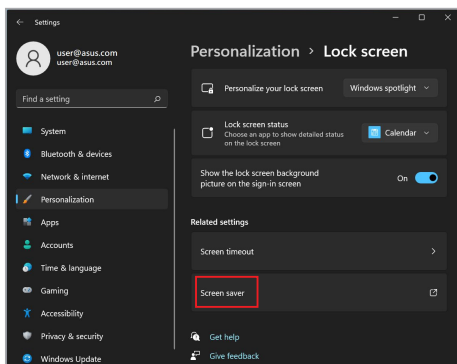 Settings
user@asus.com
user@asus.com
Find a setting
System
Bluetooth & devices
Network & internet
Personalization
Apps
Accounts
Time & language
Gaming
Accessibility
Privacy & security
Windows Update
Personalization > Lock screen
Personalize your lock screen
Windows spotlight
Lock screen status
Choose an app to show detailed status
on the lock screen
Calendar
Show the lock screen background
picture on the sign-in screen
On
Related settings
Screen timeout
Screen saver
Get help
Give feedback